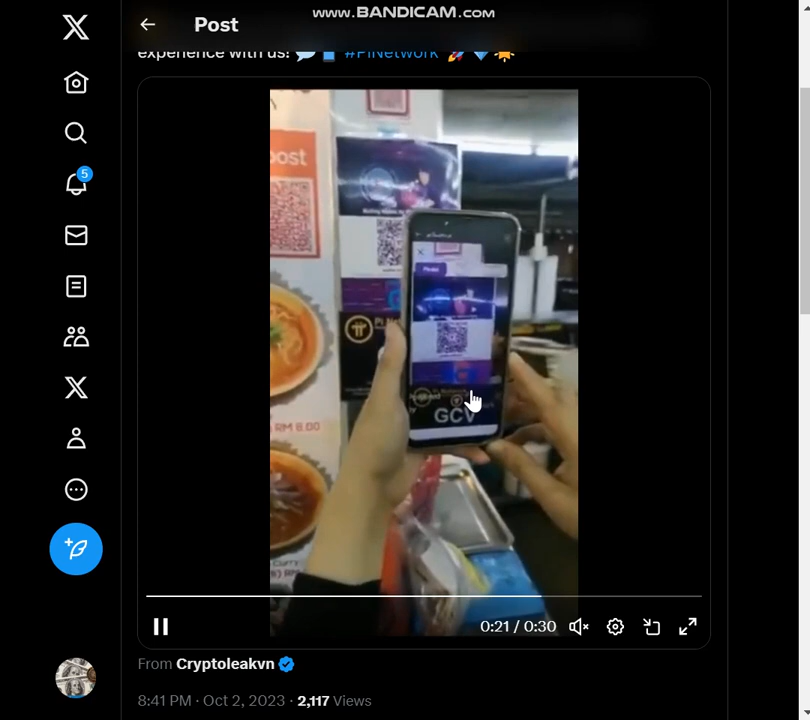 www.BANDICAM.com
Post
experience with us! #PiNetwork
5
ost
RM 8.00
GCV
0:21 / 0:30
From Cryptoleakvn
8:41 PM · Oct 2, 2023 · 2,117 Views